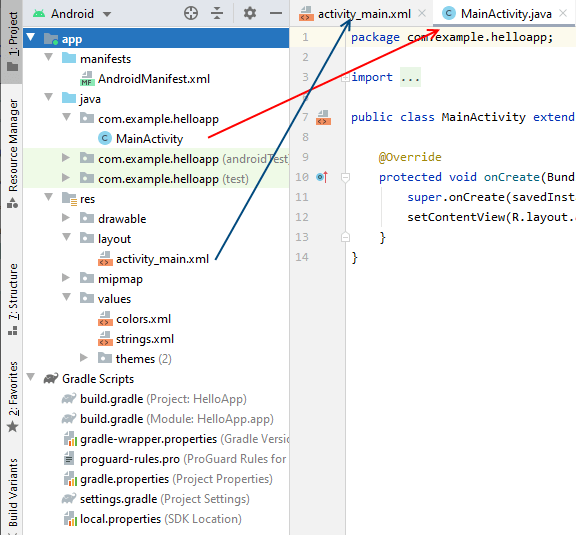 1: Project
Resource Manager
7: Structure
2: Favorites
Build Variants
Android
app
manifests
AndroidManifest.xml
java
com.example.helloapp
MainActivity
com.example.helloapp (androidTest)
com.example.helloapp (test)
res
drawable
layout
activity_main.xml
mipmap
values
colors.xml
strings.xml
themes (2)
Gradle Scripts
build.gradle (Project: HelloApp)
build.gradle (Module: HelloApp.app)
gradle-wrapper.properties (Gradle Versio
proguard-rules.pro (ProGuard Rules for
gradle.properties (Project Properties)
settings.gradle (Project Settings)
local.properties (SDK Location)
activity_main.xml
MainActivity.java
1 package com.example.helloapp;
2
3 import ...
6
7 public class MainActivity extend
8
9 @Override
10 protected void onCreate(Bund
11 super.onCreate(savedInst
12 setContentView(R.layout.
13 }
14 }